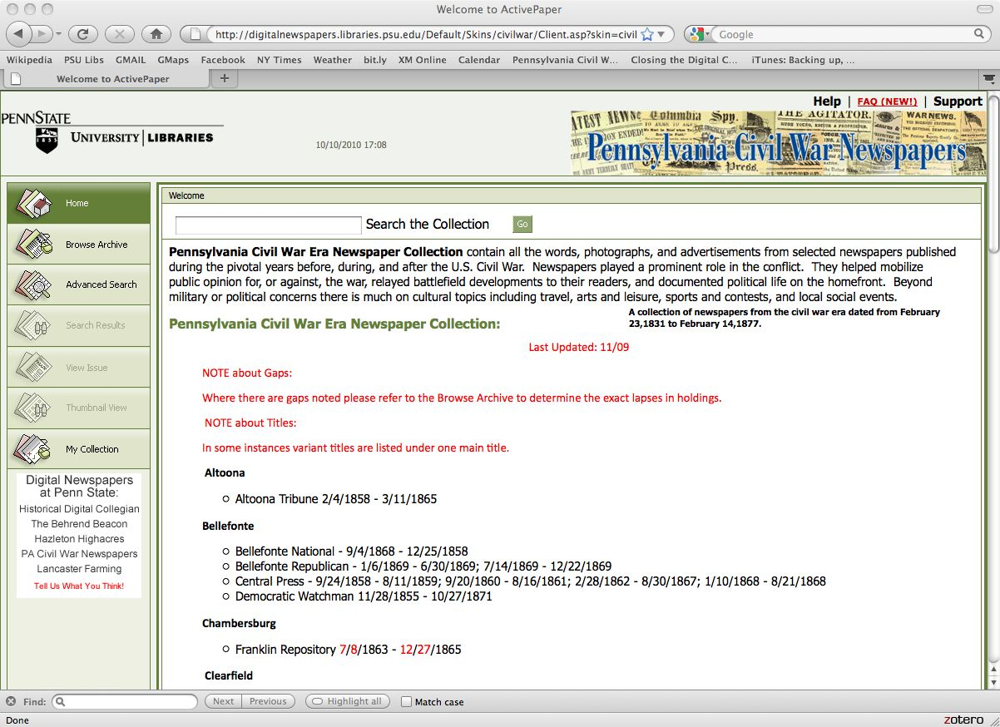 Welcome to ActivePaper
http://digitalnewspapers.libraries.psu.edu/Default/Skins/civilwar/Client.asp?skin=civil
Google
Wikipedia PSU Libs GMAIL GMaps Facebook NY Times Weather bit.ly XM Online Calendar Pennsylvania Civil W... Closing the Digital C... iTunes: Backing up, ...
Welcome to ActivePaper
Help | FAQ (NEW!) | Support
PENNSTATE
1855
UNIVERSITY LIBRARIES
10/10/2010 17:08
Columbia Spy.
THE AGITATOR.
WAR NEWS.
Pennsylvania Civil War Newspapers
Press.
Home
Browse Archive
Advanced Search
Search Results
View Issue
Thumbnail View
My Collection
Digital Newspapers
at Penn State:
Historical Digital Collegian
The Behrend Beacon
Hazleton Highacres
PA Civil War Newspapers
Lancaster Farming
Tell Us What You Think!
Welcome
Search the Collection Go
Pennsylvania Civil War Era Newspaper Collection contain all the words, photographs, and advertisements from selected newspapers published
during the pivotal years before, during, and after the U.S. Civil War. Newspapers played a prominent role in the conflict. They helped mobilize
public opinion for, or against, the war, relayed battlefield developments to their readers, and documented political life on the homefront. Beyond
military or political concerns there is much on cultural topics including travel, arts and leisure, sports and contests, and local social events.
A collection of newspapers from the civil war era dated from February
23,1831 to February 14,1877.
Pennsylvania Civil War Era Newspaper Collection:
Last Updated: 11/09
NOTE about Gaps:
Where there are gaps noted please refer to the Browse Archive to determine the exact lapses in holdings.
NOTE about Titles:
In some instances variant titles are listed under one main title.
Altoona
Altoona Tribune 2/4/1858 - 3/11/1865
Bellefonte
Bellefonte National - 9/4/1868 - 12/25/1858
Bellefonte Republican - 1/6/1869 - 6/30/1869; 7/14/1869 - 12/22/1869
Central Press - 9/24/1858 - 8/11/1859; 9/20/1860 - 8/16/1861; 2/28/1862 - 8/30/1867; 1/10/1868 - 8/21/1868
Democratic Watchman 11/28/1855 - 10/27/1871
Chambersburg
Franklin Repository 7/8/1863 - 12/27/1865
Clearfield
Find: Next Previous Highlight all Match case
Done
zotero